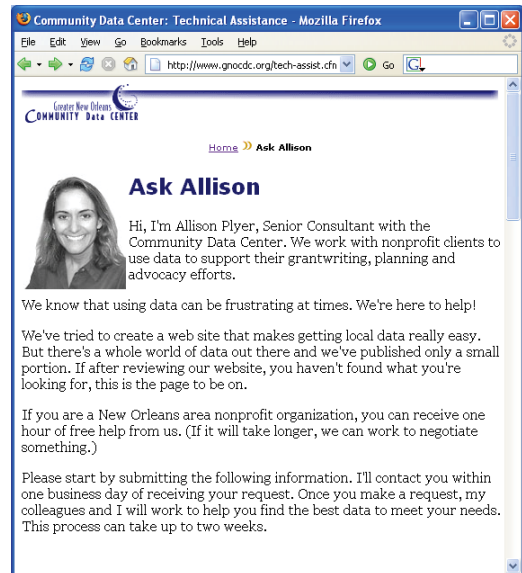 Community Data Center: Technical Assistance - Mozilla Firefox
File Edit View Go Bookmarks Tools Help
http://www.gnocdc.org/tech-assist.cfm Go G
Greater New Orleans
COMMUNITY Data CENTER
Home » Ask Allison
Ask Allison
Hi, I'm Allison Plyer, Senior Consultant with the
Community Data Center. We work with nonprofit clients to
use data to support their grantwriting, planning and
advocacy efforts.
We know that using data can be frustrating at times. We're here to help!
We've tried to create a web site that makes getting local data really easy.
But there's a whole world of data out there and we've published only a small
portion. If after reviewing our website, you haven't found what you're
looking for, this is the page to be on.
If you are a New Orleans area nonprofit organization, you can receive one
hour of free help from us. (If it will take longer, we can work to negotiate
something.)
Please start by submitting the following information. I'll contact you within
one business day of receiving your request. Once you make a request, my
colleagues and I will work to help you find the best data to meet your needs.
This process can take up to two weeks.